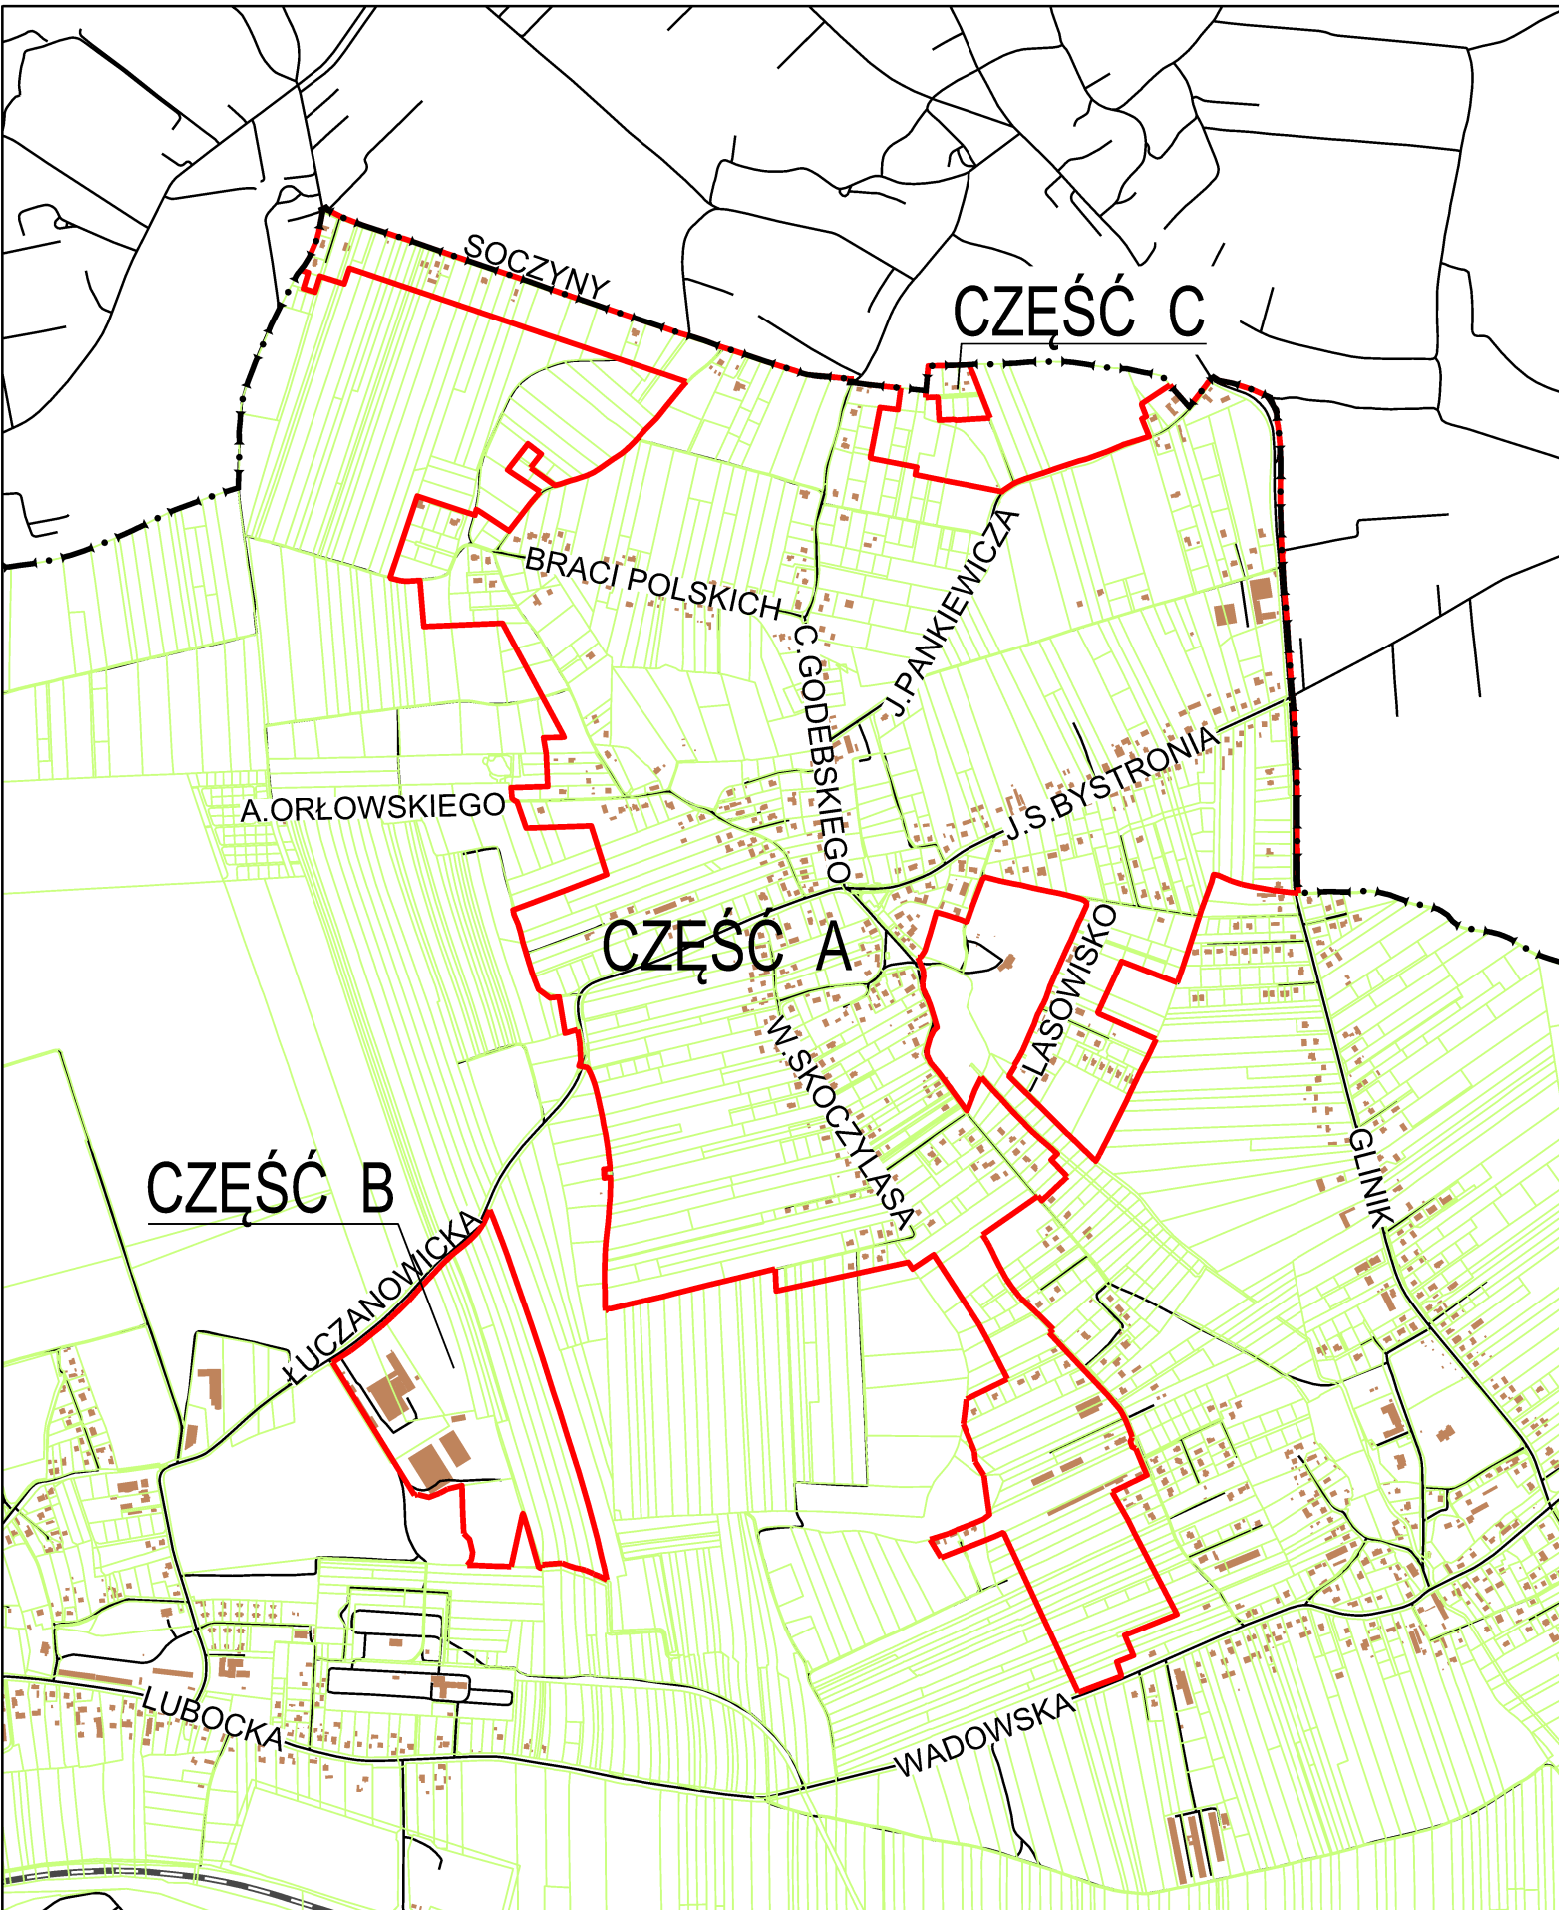 SOCZYNY
CZĘŚĆ C
BRACI POLSKICH
J.PANKIEWICZA
C.GODEBSKIEGO
J.S.BYSTRONIA
A.ORŁOWSKIEGO
CZĘŚĆ A
LASOWISKO
W.SKOCZYLASA
GLINIK
CZĘŚĆ B
ŁUCZANOWICKA
LUBOCKA
WADOWSKA